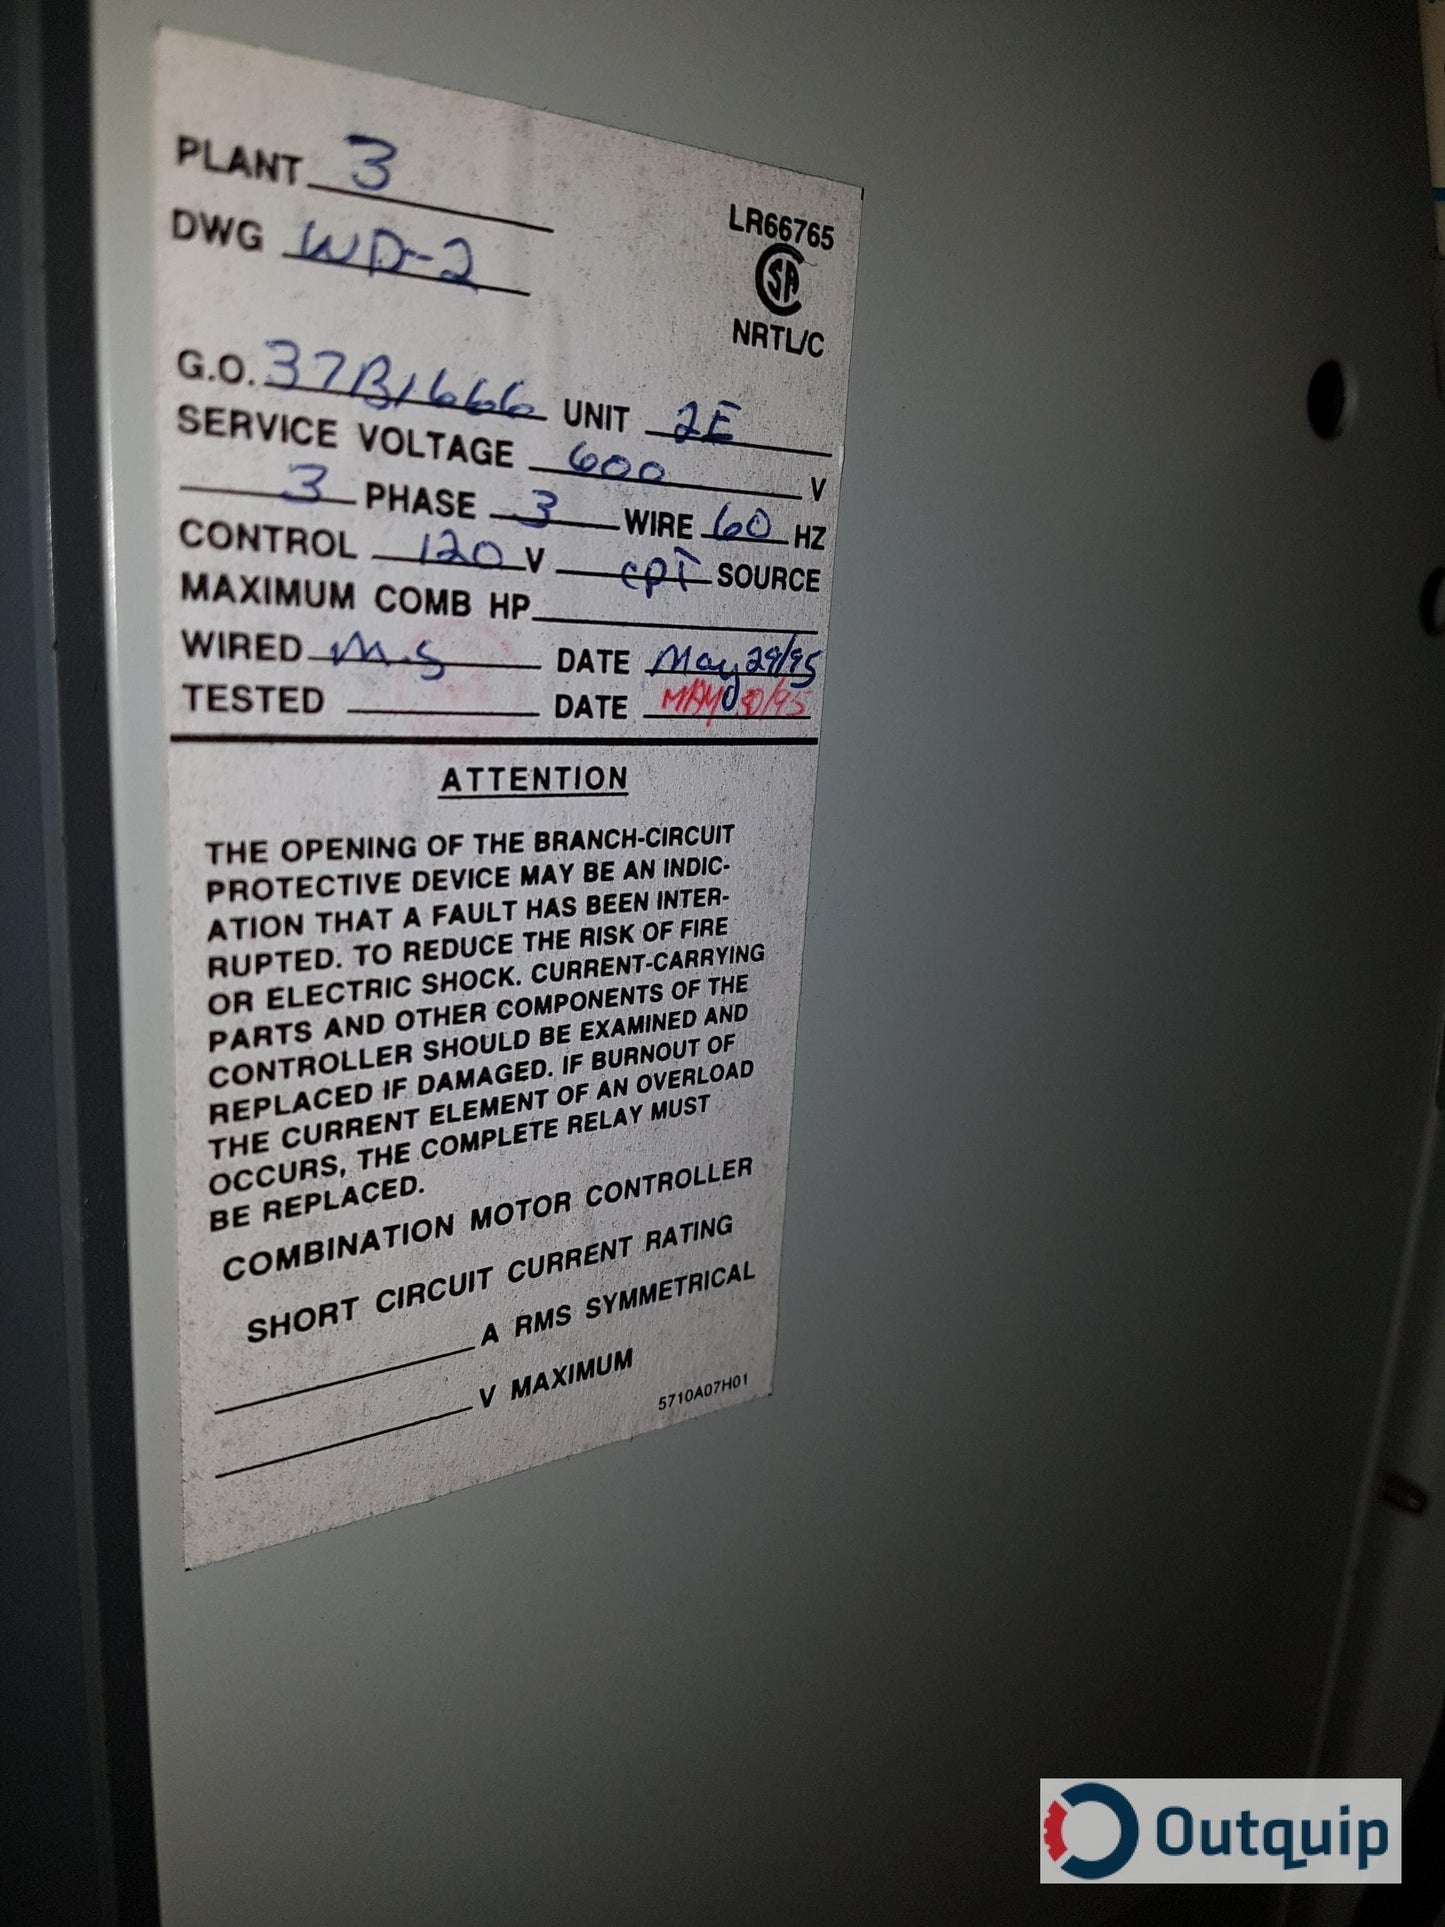 PLANT 3
DWG WD-2
LR66765
CSA
NRTL/C
G.O. 37B1666 UNIT 2E
SERVICE VOLTAGE 600 V
3 PHASE 3 WIRE 60 HZ
CONTROL 120 V CPT SOURCE
MAXIMUM COMB HP
WIRED M.S DATE May 29/95
TESTED DATE MAY 30/95
ATTENTION
THE OPENING OF THE BRANCH-CIRCUIT
PROTECTIVE DEVICE MAY BE AN INDIC-
ATION THAT A FAULT HAS BEEN INTER-
RUPTED. TO REDUCE THE RISK OF FIRE
OR ELECTRIC SHOCK. CURRENT-CARRYING
PARTS AND OTHER COMPONENTS OF THE
CONTROLLER SHOULD BE EXAMINED AND
REPLACED IF DAMAGED. IF BURNOUT OF
THE CURRENT ELEMENT OF AN OVERLOAD
OCCURS, THE COMPLETE RELAY MUST
BE REPLACED.
COMBINATION MOTOR CONTROLLER
SHORT CIRCUIT CURRENT RATING
A RMS SYMMETRICAL
V MAXIMUM
5710A07H01
Outquip